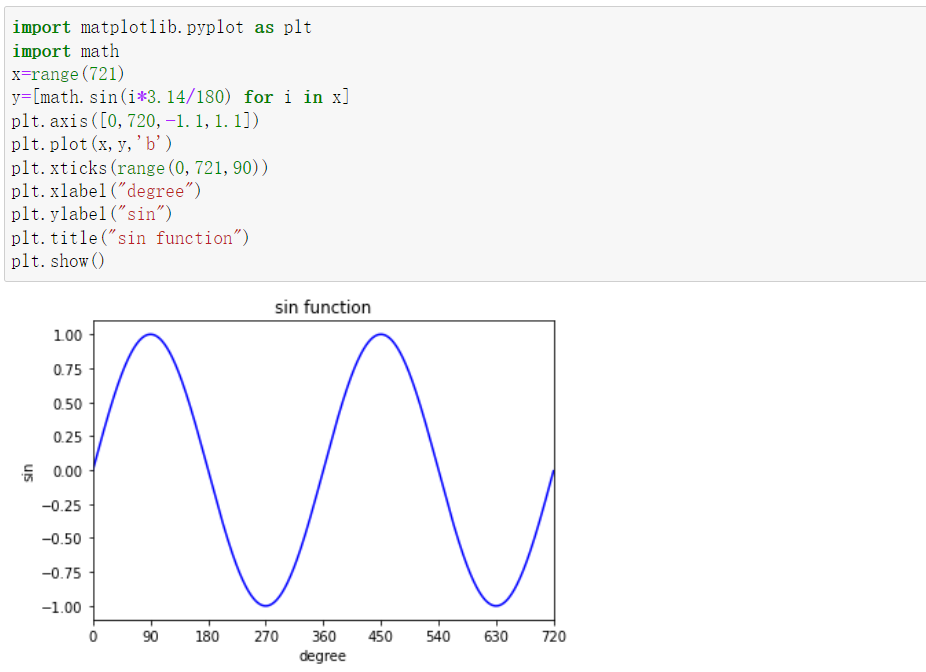 import matplotlib.pyplot as plt
import math
x=range(721)
y=[math.sin(i*3.14/180) for i in x]
plt.axis([0,720,-1.1,1.1])
plt.plot(x,y,'b')
plt.xticks(range(0,721,90))
plt.xlabel("degree")
plt.ylabel("sin")
plt.title("sin function")
plt.show()
sin function
1.00
0.75
0.50
0.25
0.00
−0.25
−0.50
−0.75
−1.00
sin
0 90 180 270 360 450 540 630 720
degree